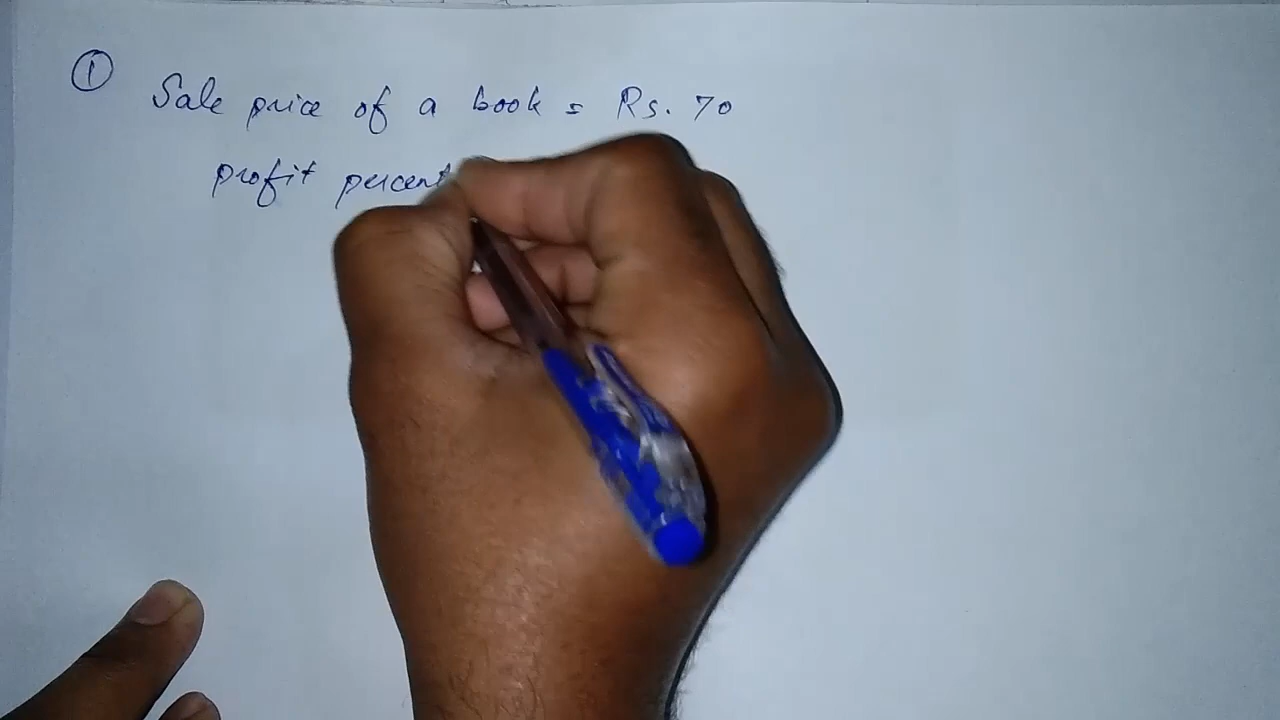 ① Sale price of a book = Rs. 70
profit percent